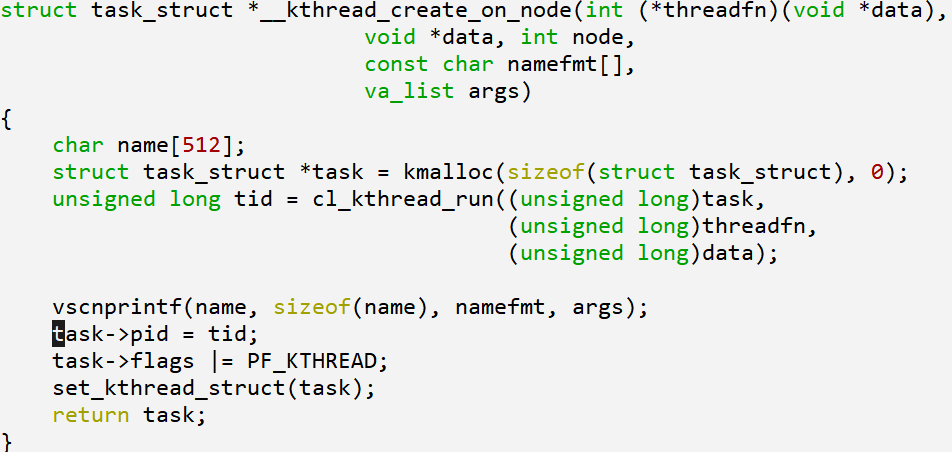 struct task_struct *__kthread_create_on_node(int (*threadfn)(void *data),
                            void *data, int node,
                            const char namefmt[],
                            va_list args)
{
    char name[512];
    struct task_struct *task = kmalloc(sizeof(struct task_struct), 0);
    unsigned long tid = cl_kthread_run((unsigned long)task,
                                       (unsigned long)threadfn,
                                       (unsigned long)data);

    vscnprintf(name, sizeof(name), namefmt, args);
    task->pid = tid;
    task->flags |= PF_KTHREAD;
    set_kthread_struct(task);
    return task;
}